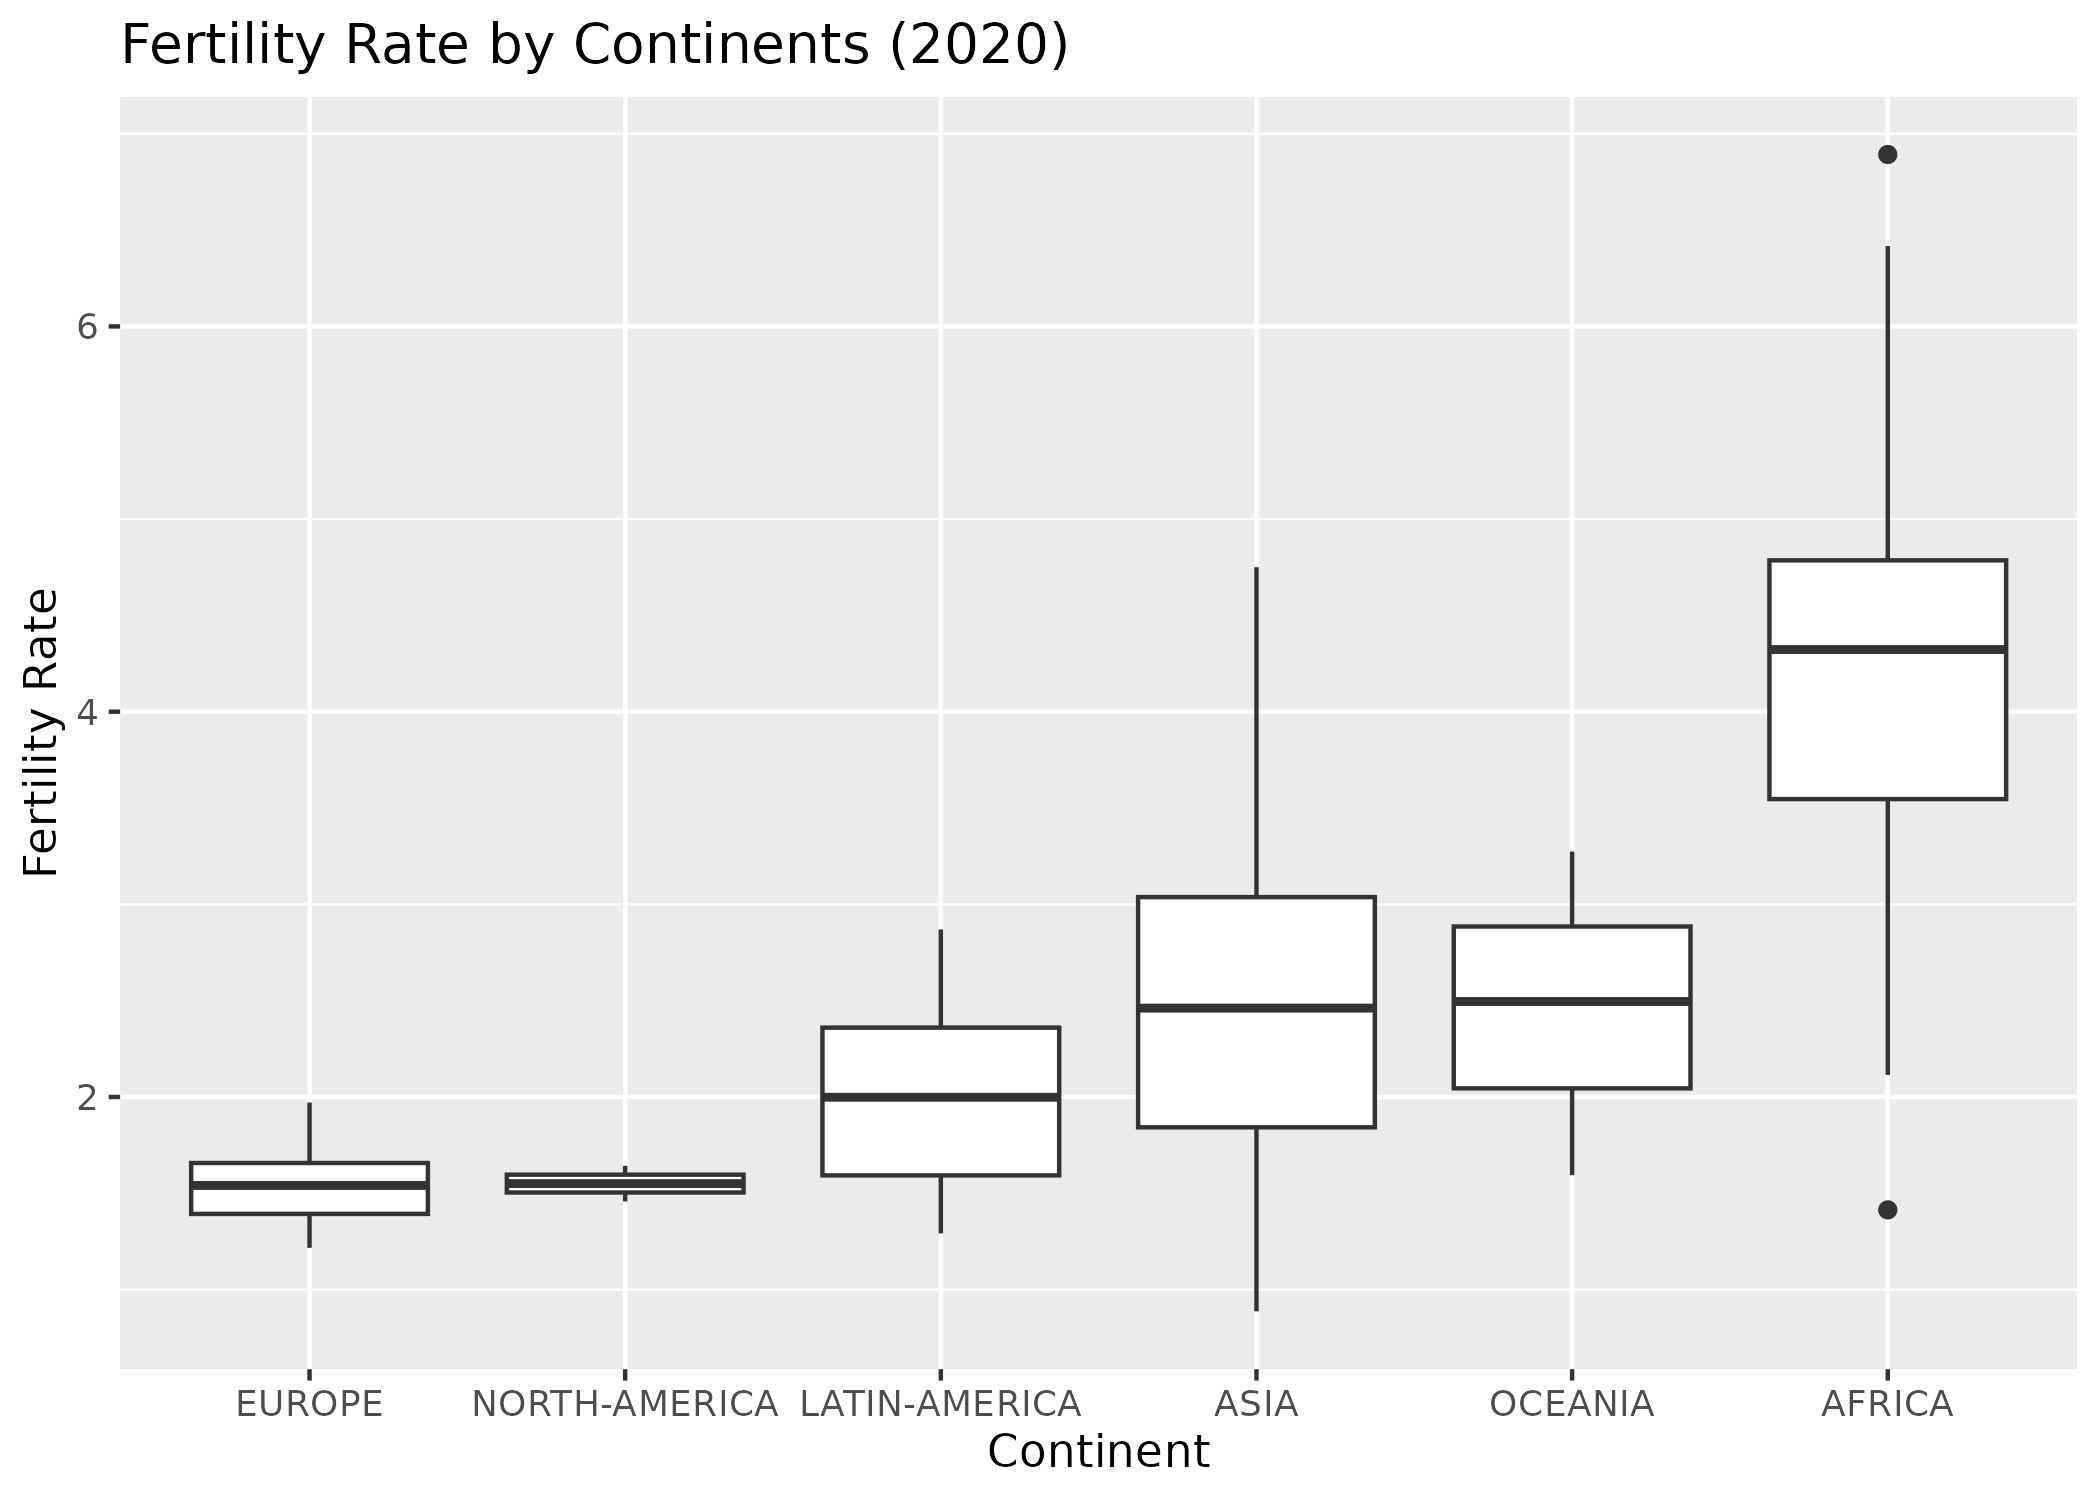 Fertility Rate by Continents (2020)
Fertility Rate
6
4
2
EUROPE NORTH-AMERICA LATIN-AMERICA ASIA OCEANIA AFRICA
Continent